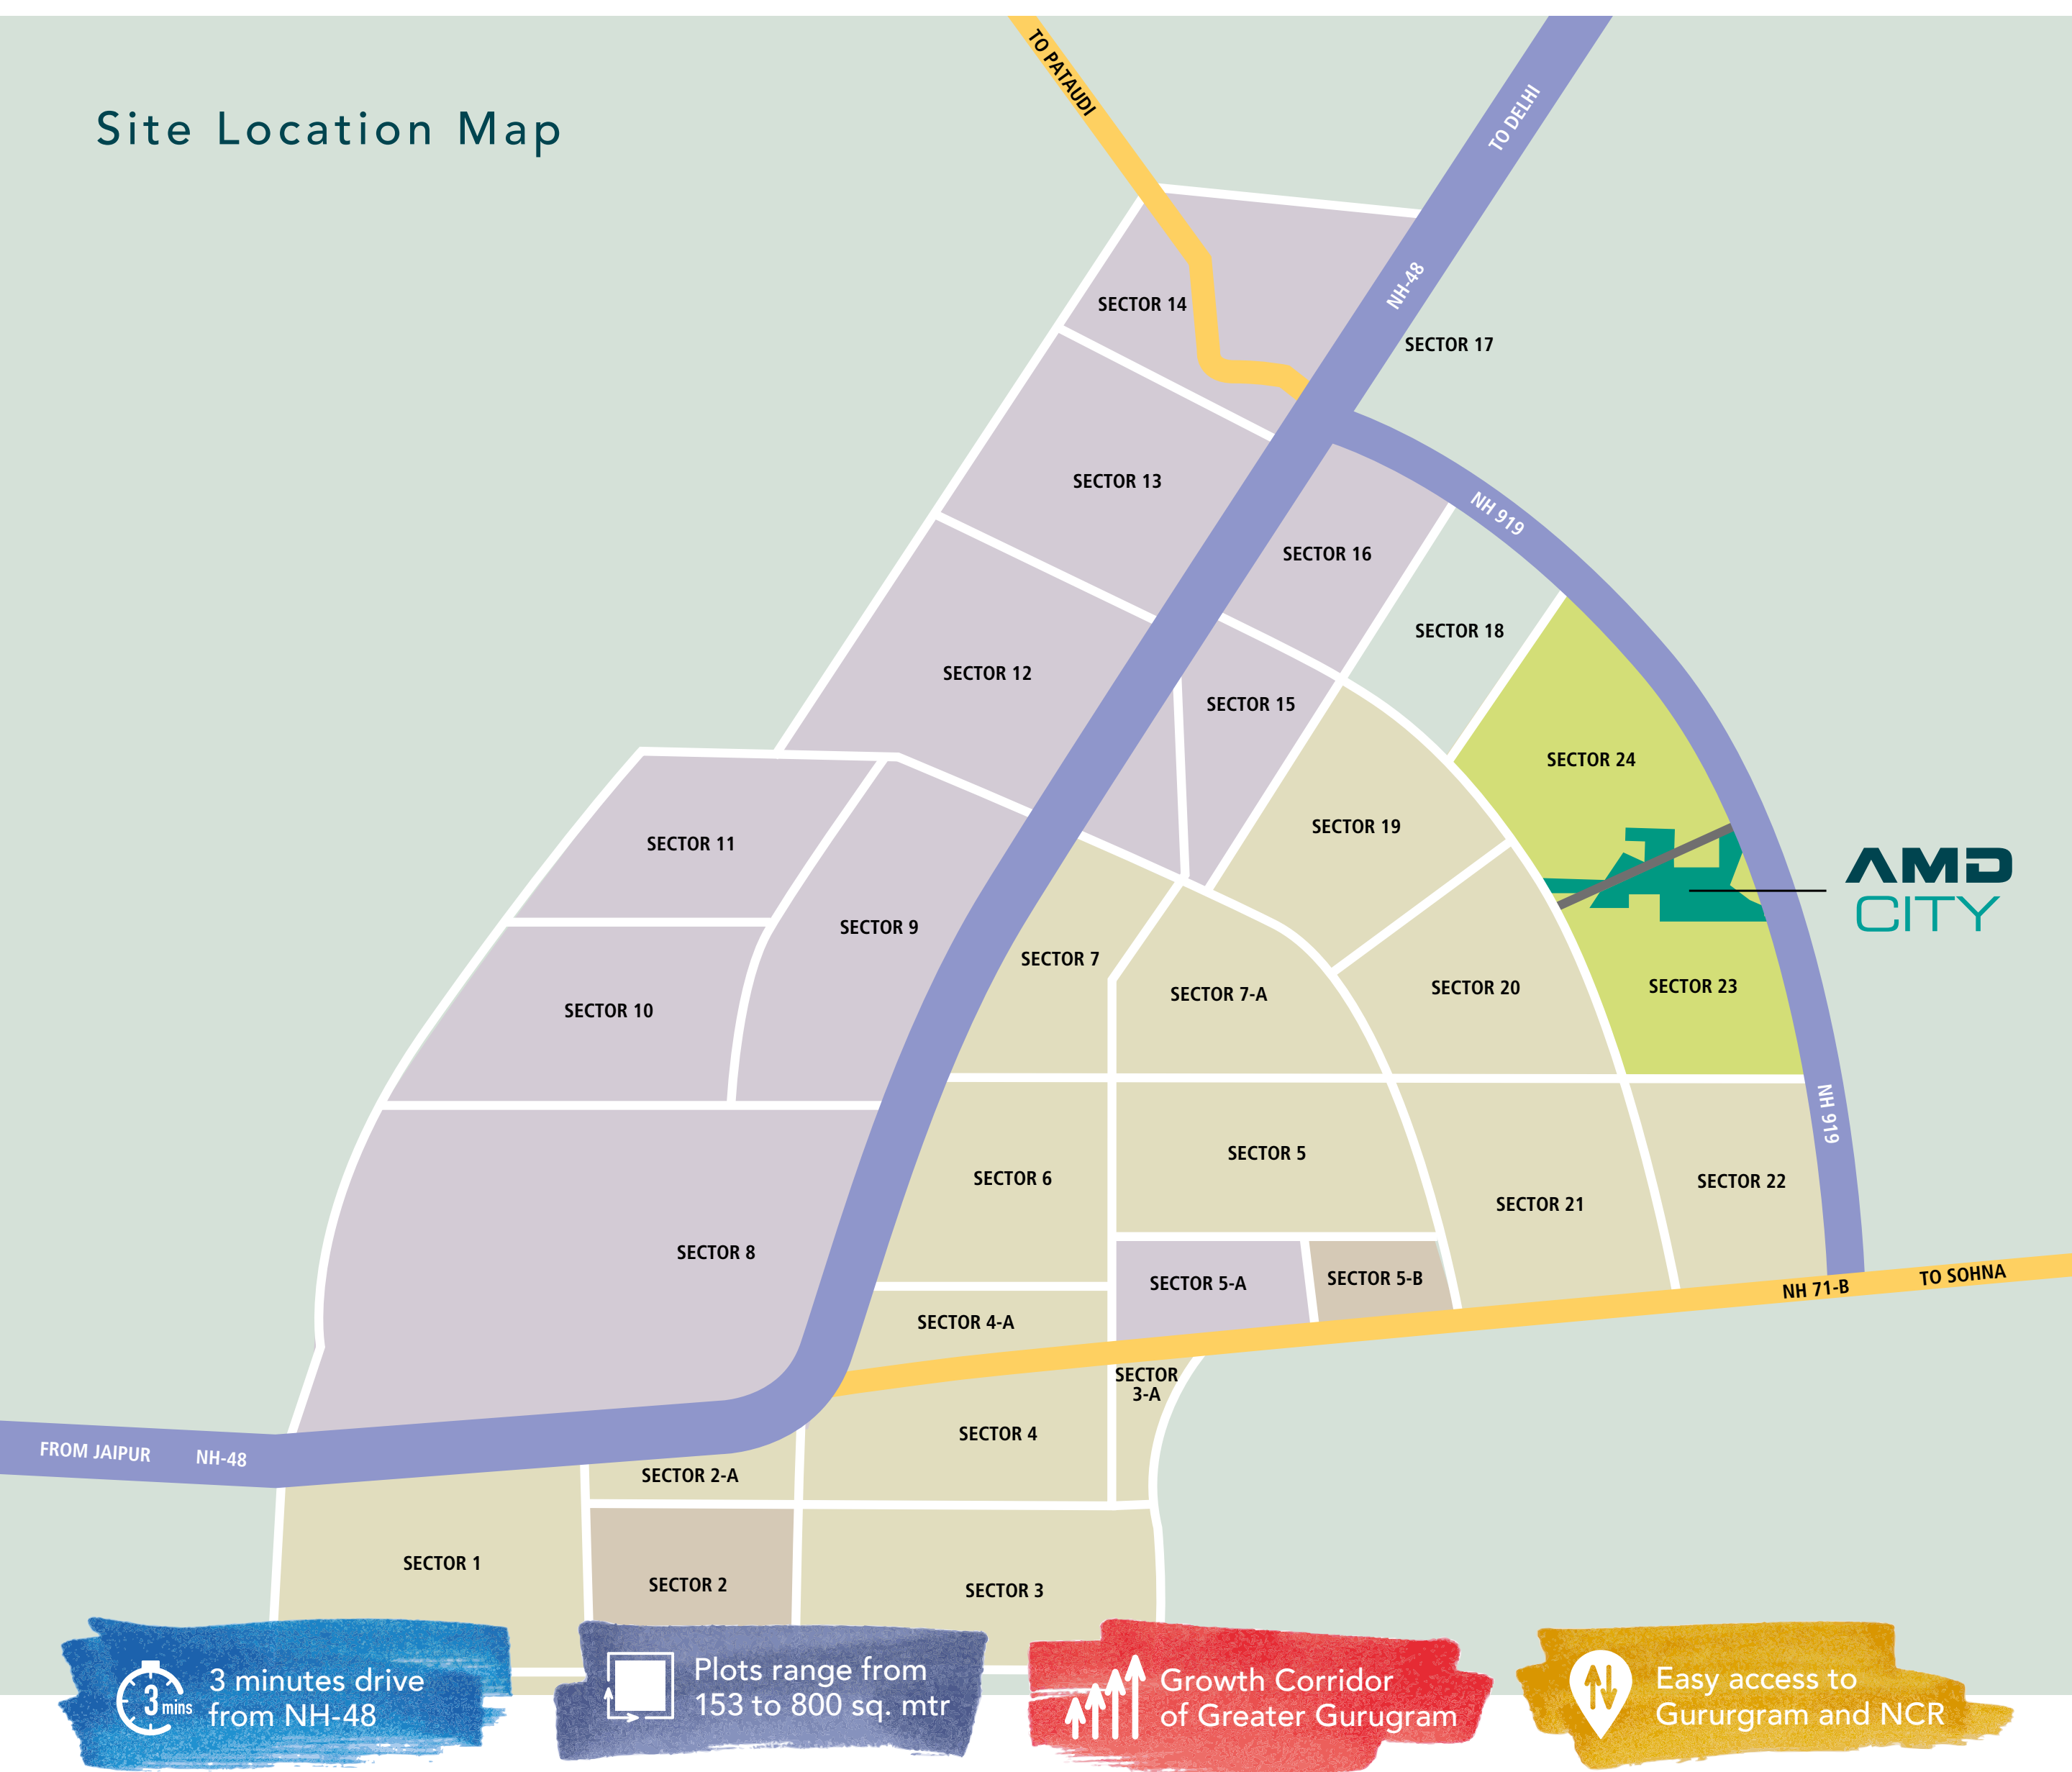 TO PATAUDI
TO DELHI
Site Location Map
NH-48
SECTOR 14
SECTOR 17
SECTOR 13
NH 919
SECTOR 16
SECTOR 18
SECTOR 12
SECTOR 15
SECTOR 24
SECTOR 19
SECTOR 11
AMD
CITY
SECTOR 9
SECTOR 7
SECTOR 7-A
SECTOR 20
SECTOR 23
SECTOR 10
NH 919
SECTOR 5
SECTOR 6
SECTOR 22
SECTOR 21
SECTOR 8
SECTOR 5-A
SECTOR 5-B
NH 71-B
TO SOHNA
SECTOR 4-A
SECTOR
3-A
SECTOR 4
FROM JAIPUR NH-48
SECTOR 2-A
SECTOR 1
SECTOR 2
SECTOR 3
3 mins
3 minutes drive
from NH-48
Plots range from
153 to 800 sq. mtr
Growth Corridor
of Greater Gurugram
Easy access to
Gururgram and NCR